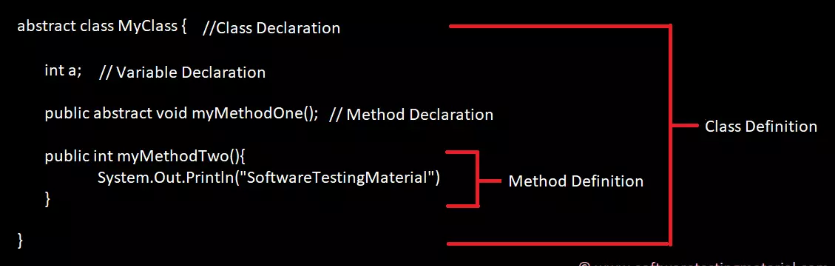 abstract class MyClass { //Class Declaration
int a; // Variable Declaration
public abstract void myMethodOne(); // Method Declaration
Class Definition
public int myMethodTwo(){
System.Out.Println("SoftwareTestingMaterial")
Method Definition
}
}